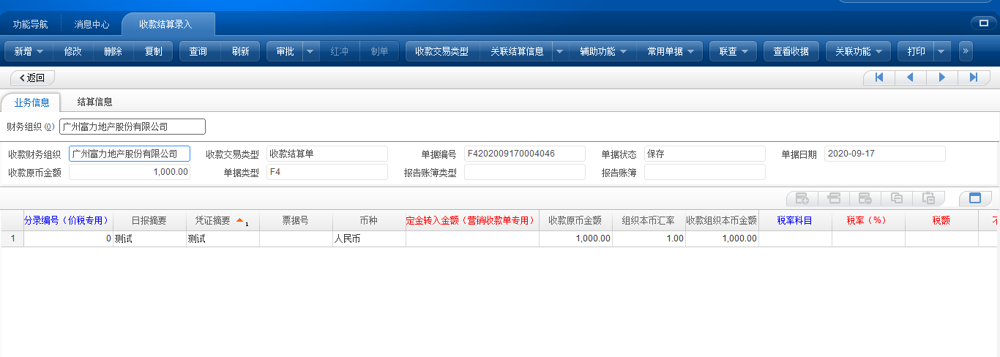 功能导航 消息中心 收款结算录入
新增 修改 删除 复制 查询 刷新 审批 红冲 制单 收款交易类型 关联结算信息 辅助功能 常用单据 联查 查看收据 关联功能 打印 »
返回
业务信息 结算信息
财务组织(O) 广州富力地产股份有限公司
收款财务组织 广州富力地产股份有限公司 收款交易类型 收款结算单 单据编号 F4202009170004046 单据状态 保存 单据日期 2020-09-17
收款原币金额 1,000.00 单据类型 F4 报告账簿类型 报告账簿
分录编号（价税专用） 日报摘要 凭证摘要 1 票据号 币种 定金转入金额（营销收款单专用） 收款原币金额 组织本币汇率 收款组织本币金额 税率科目 税率（%） 税额
1 0 测试 测试 人民币 1,000.00 1.00 1,000.00